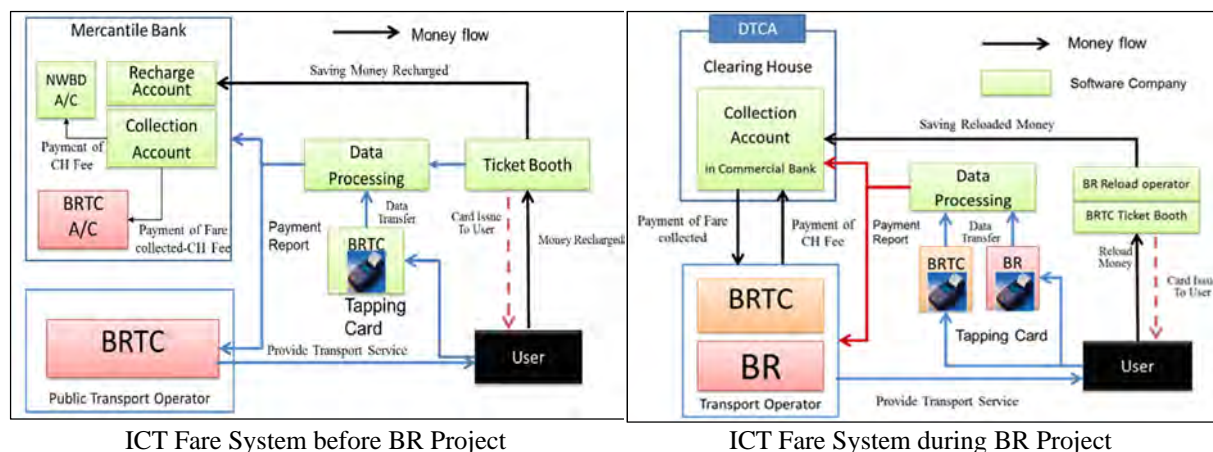 Mercantile Bank
NWBD
A/C
Recharge
Account
Collection
Account
Payment of
CH Fee
BRTC
A/C
Payment of Fare
collected-CH Fee
Money flow
Saving Money Recharged
Data
Processing
Ticket Booth
Data
Transfer
Card Issue
To User
Money Recharged
Payment
Report
BRTC
Tapping
Card
BRTC
Public Transport Operator
Provide Transport Service
User
ICT Fare System before BR Project
DTCA
Clearing House
Collection
Account
in Commercial Bank
Money flow
Software Company
Saving Reloaded Money
Data
Processing
BR Reload operator
BRTC Ticket Booth
Payment of Fare
collected
Payment
of CH Fee
Payment
Report
Data
Transfer
Reload
Money
Card Issue
To User
BRTC
BR
Tapping Card
BRTC
BR
Transport Operator
Provide Transport Service
User
ICT Fare System during BR Project